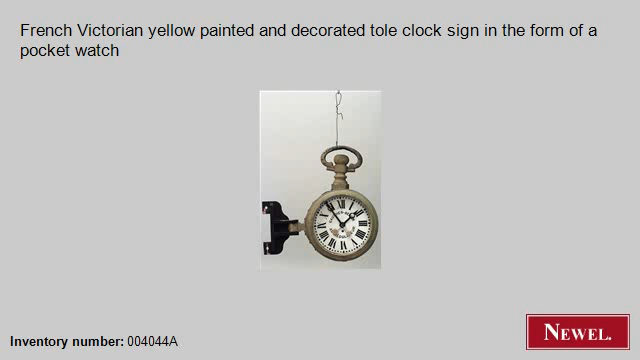 French Victorian yellow painted and decorated tole clock sign in the form of a
pocket watch
Inventory number: 004044A
NEWEL.